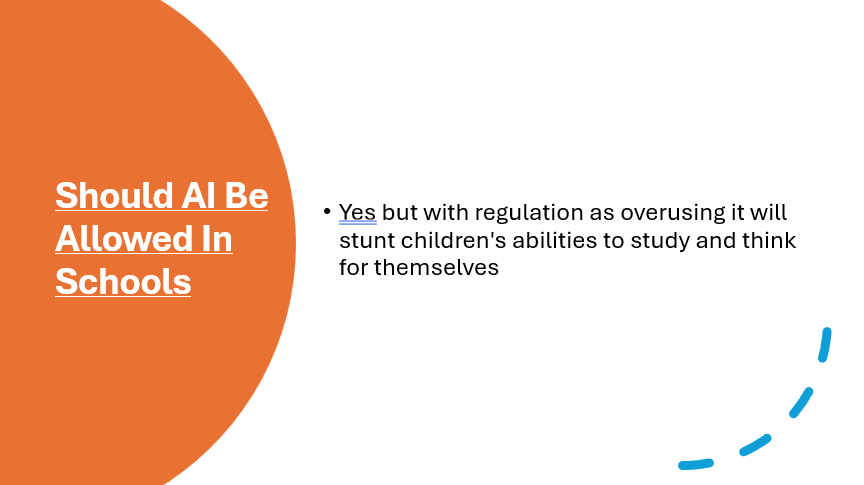 Should AI Be
Allowed In
Schools
• Yes but with regulation as overusing it will
stunt children's abilities to study and think
for themselves